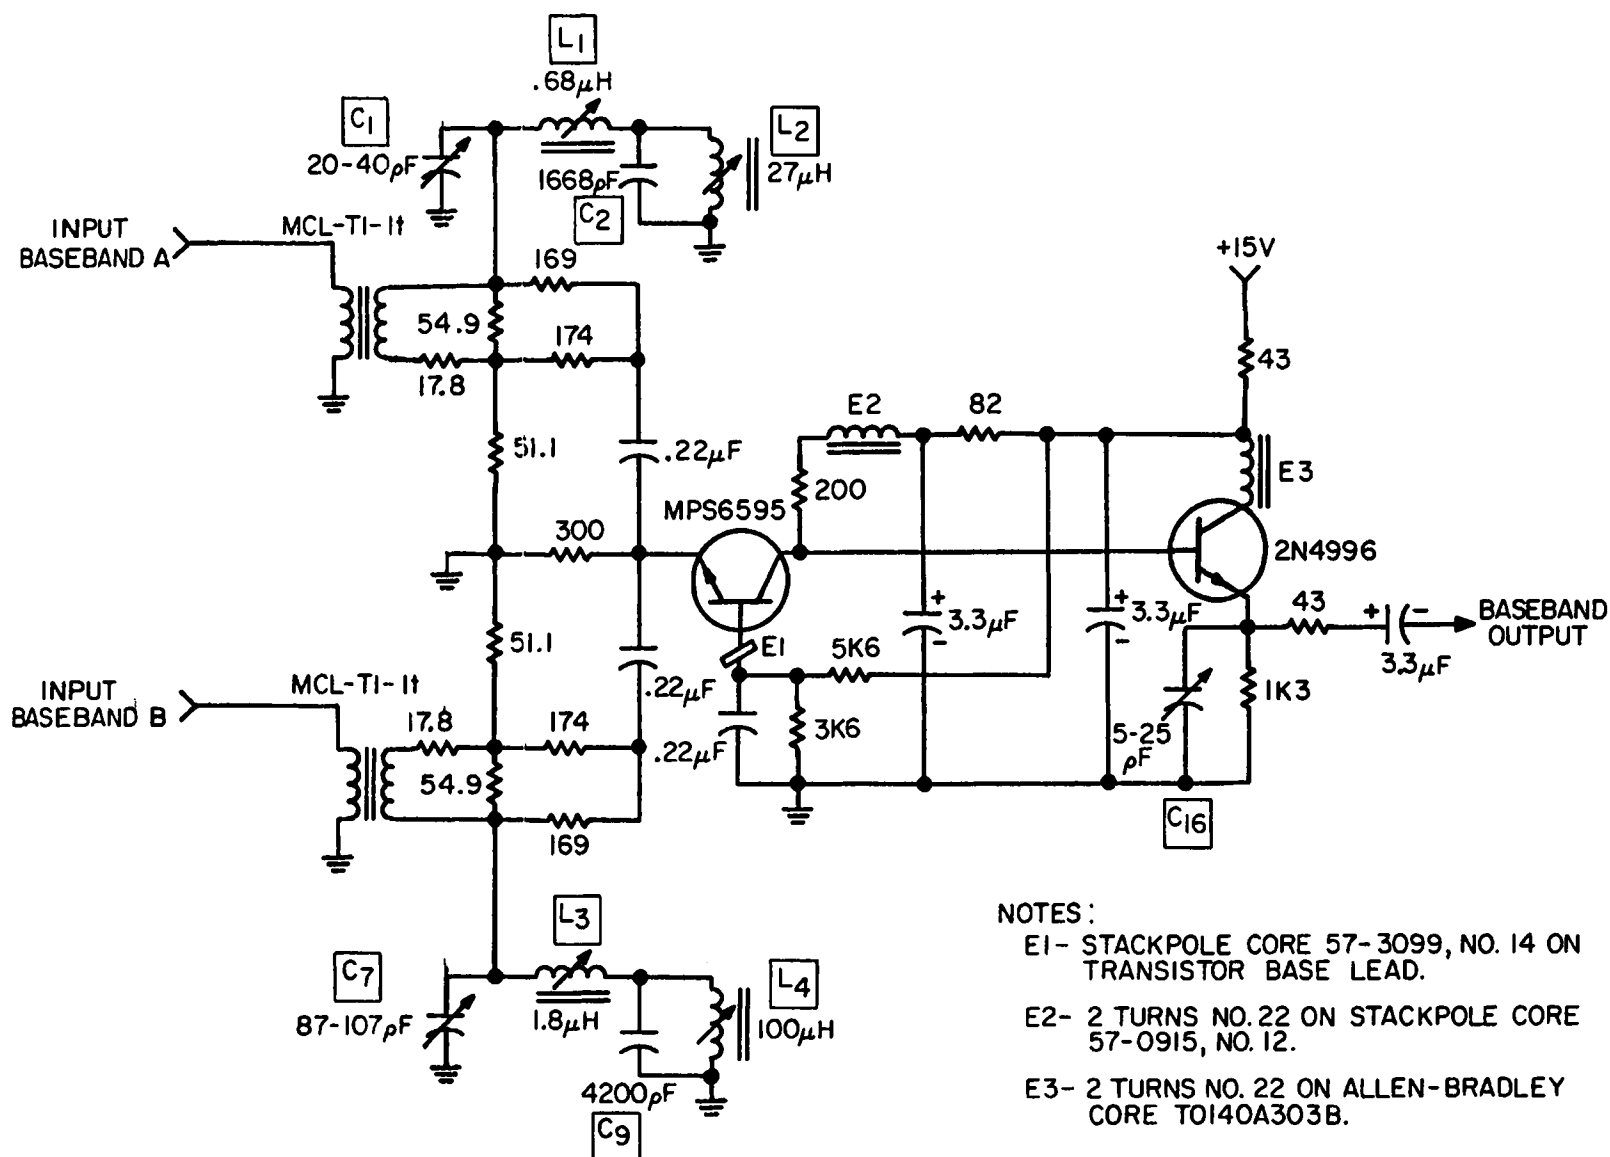 L1
.68μH
C1
20-40pF
L2
27μH
1668pF
C2
INPUT
BASEBAND A
MCL-T1-1t
169
54.9
174
17.8
51.1
.22μF
+15V
43
E2
82
E3
200
MPS6595
300
2N4996
51.1
E1
.22μF
5K6
3K6
.22μF
+
3.3μF
-
+
3.3μF
-
43
+
-
3.3μF
BASEBAND
OUTPUT
1K3
5-25
pF
C16
INPUT
BASEBAND B
MCL-T1-1t
17.8
174
54.9
169
L3
1.8μH
C7
87-107pF
L4
100μH
4200pF
C9
NOTES:
E1- STACKPOLE CORE 57-3099, NO. 14 ON
TRANSISTOR BASE LEAD.
E2- 2 TURNS NO. 22 ON STACKPOLE CORE
57-0915, NO. 12.
E3- 2 TURNS NO. 22 ON ALLEN-BRADLEY
CORE TO140A303B.